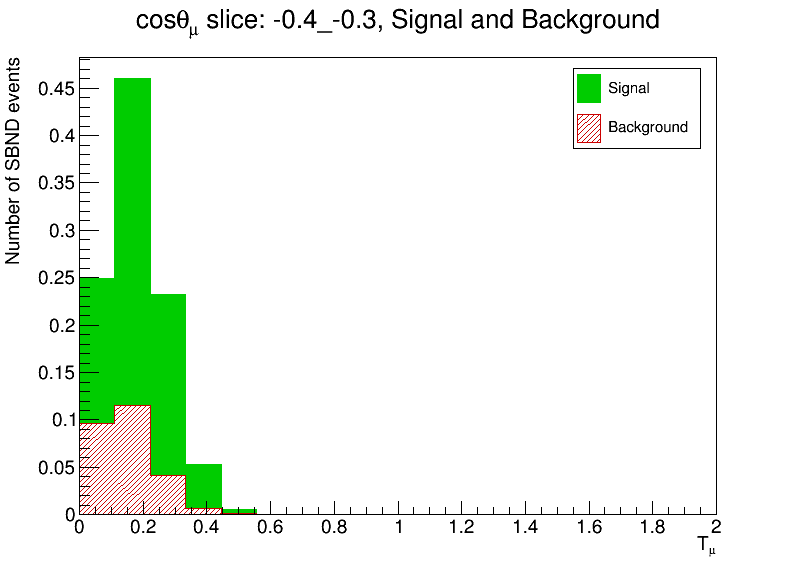 cosθμ slice: -0.4_-0.3, Signal and Background
Number of SBND events
0.45
0.4
0.35
0.3
0.25
0.2
0.15
0.1
0.05
0
Signal
Background
0 0.2 0.4 0.6 0.8 1 1.2 1.4 1.6 1.8 2
Tμ